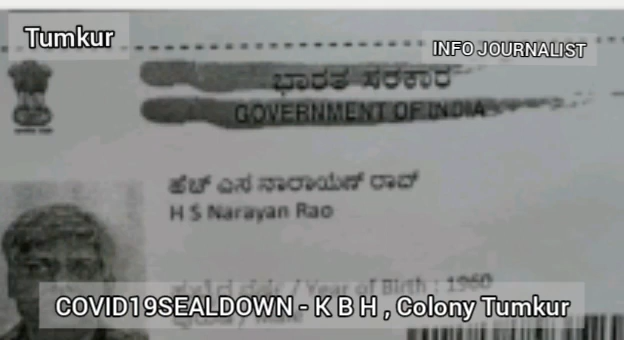 Tumkur
INFO JOURNALIST
ಭಾರತ ಸರಕಾರ
GOVERNMENT OF INDIA
ಹೆಚ್ ಎಸ ನಾರಾಯಣ್ ರಾವ್
H S Narayan Rao
/ Year of Birth : 1960
COVID19SEALDOWN - K B H , Colony Tumkur